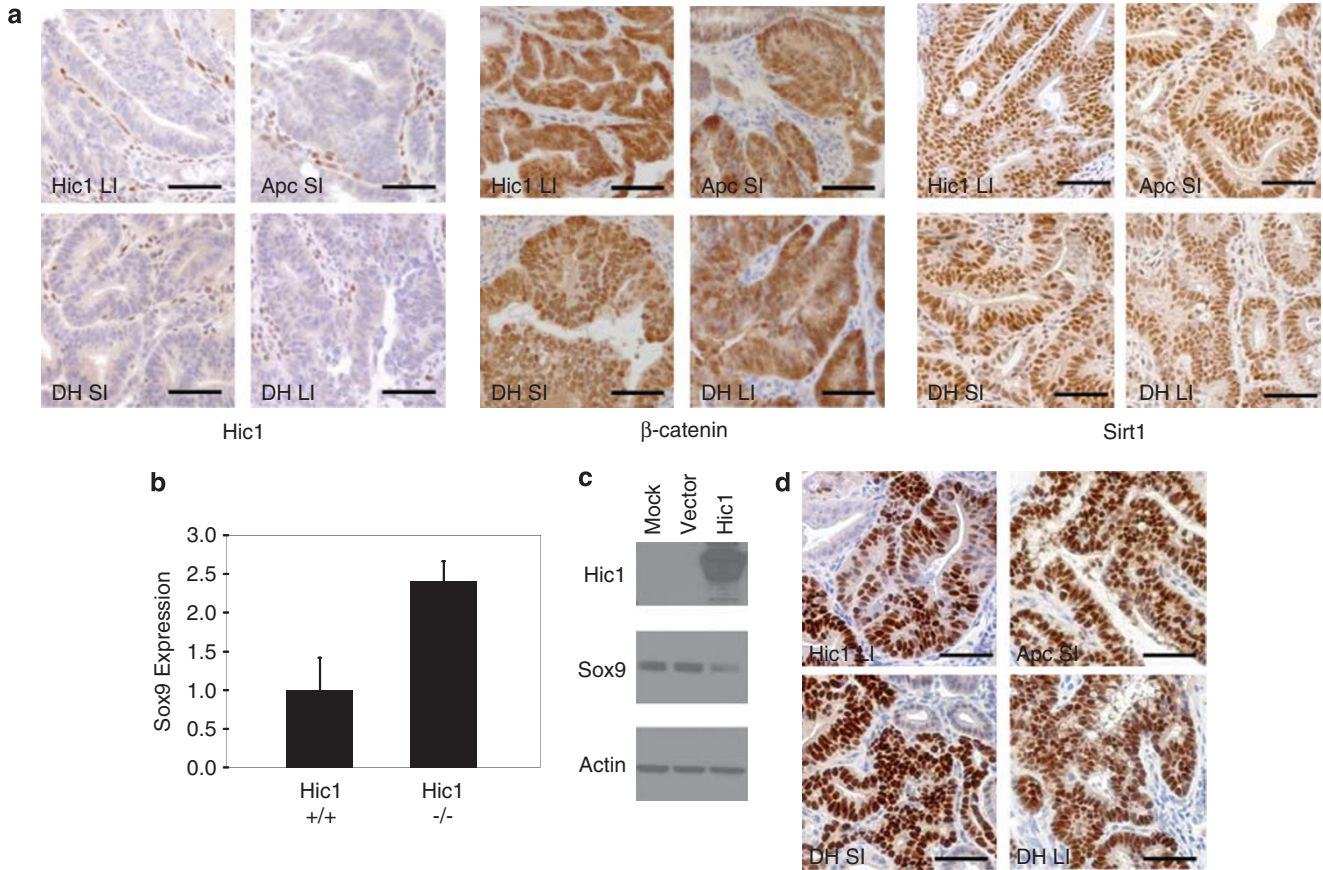 a
Hic1 LI
Apc SI
DH SI
DH LI
Hic1
Hic1 LI
Apc SI
DH SI
DH LI
β-catenin
Hic1 LI
Apc SI
DH SI
DH LI
Sirt1
b
Sox9 Expression
3.0
2.5
2.0
1.5
1.0
0.5
0.0
Hic1
+/+
Hic1
-/-
c
Mock
Vector
Hic1
Hic1
Sox9
Actin
d
Hic1 LI
Apc SI
DH SI
DH LI